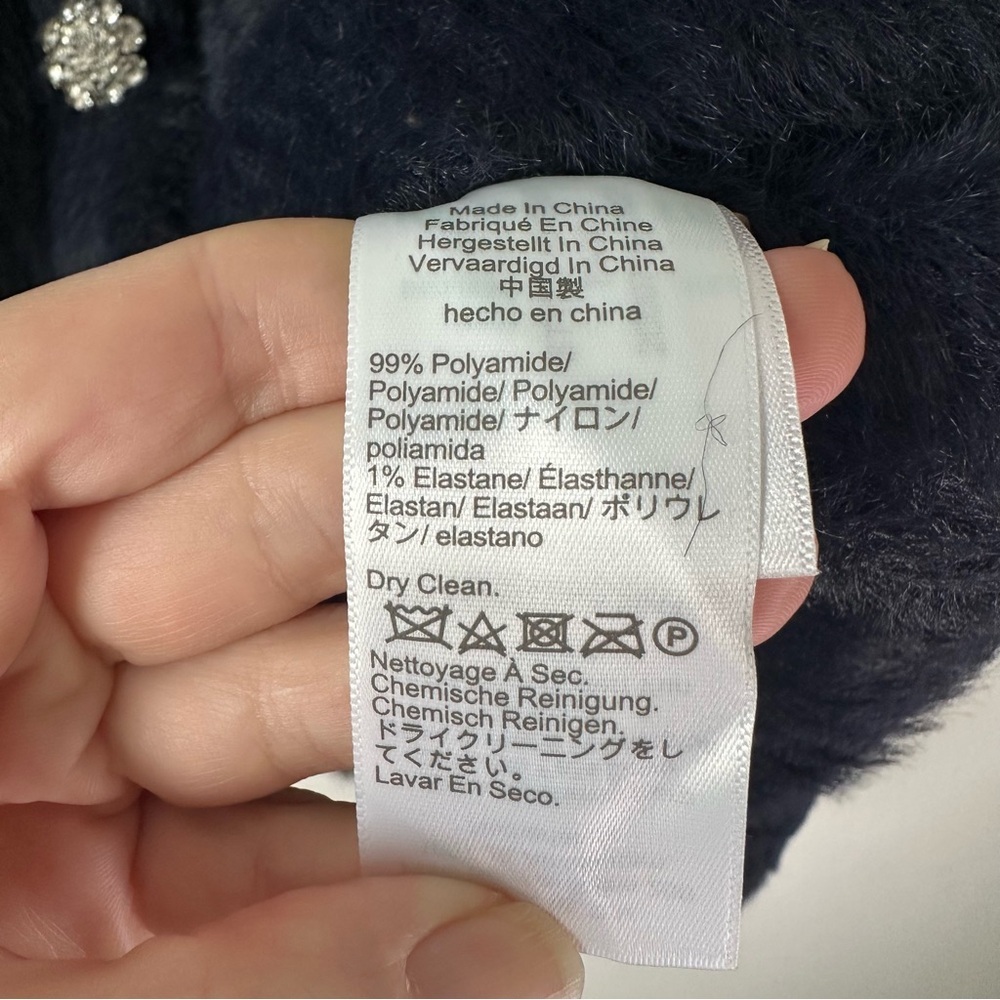 Made In China
Fabriqué En Chine
Hergestellt In China
Vervaardigd In China
中国製
hecho en china
99% Polyamide/
Polyamide/ Polyamide/
Polyamide/ ナイロン/
poliamida
1% Elastane/ Élasthanne/
Elastan/ Elastaan/ ポリウレ
タン/ elastano
Dry Clean.
P
Nettoyage À Sec.
Chemische Reinigung.
Chemisch Reinigen.
ドライクリーニングをし
てください。
Lavar En Seco.